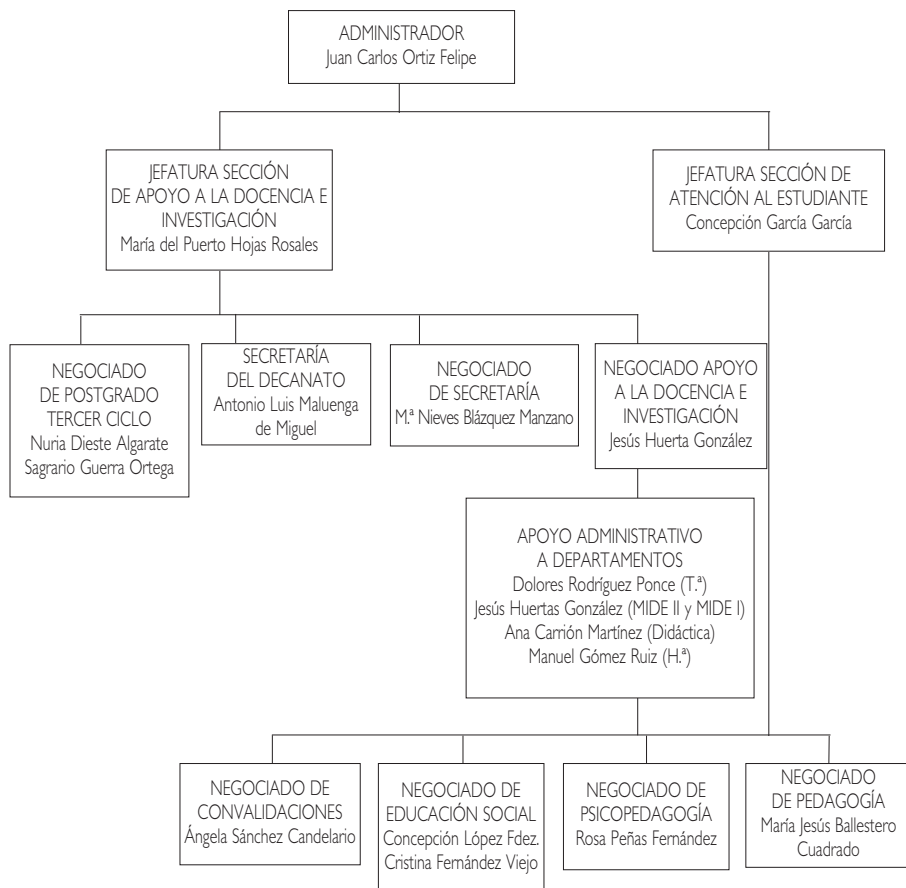 ADMINISTRADOR
Juan Carlos Ortiz Felipe
JEFATURA SECCIÓN
DE APOYO A LA DOCENCIA E
INVESTIGACIÓN
María del Puerto Hojas Rosales
JEFATURA SECCIÓN DE
ATENCIÓN AL ESTUDIANTE
Concepción García García
NEGOCIADO
DE POSTGRADO
TERCER CICLO
Nuria Dieste Algarate
Sagrario Guerra Ortega
SECRETARÍA
DEL DECANATO
Antonio Luis Maluenga
de Miguel
NEGOCIADO
DE SECRETARÍA
M.ª Nieves Blázquez Manzano
NEGOCIADO APOYO
A LA DOCENCIA E
INVESTIGACIÓN
Jesús Huerta González
APOYO ADMINISTRATIVO
A DEPARTAMENTOS
Dolores Rodríguez Ponce (T.ª)
Jesús Huertas González (MIDE II y MIDE I)
Ana Carrión Martínez (Didáctica)
Manuel Gómez Ruiz (H.ª)
NEGOCIADO DE
CONVALIDACIONES
Ángela Sánchez Candelario
NEGOCIADO DE
EDUCACIÓN SOCIAL
Concepción López Fdez.
Cristina Fernández Viejo
NEGOCIADO DE
PSICOPEDAGOGÍA
Rosa Peñas Fernández
NEGOCIADO
DE PEDAGOGÍA
María Jesús Ballestero
Cuadrado